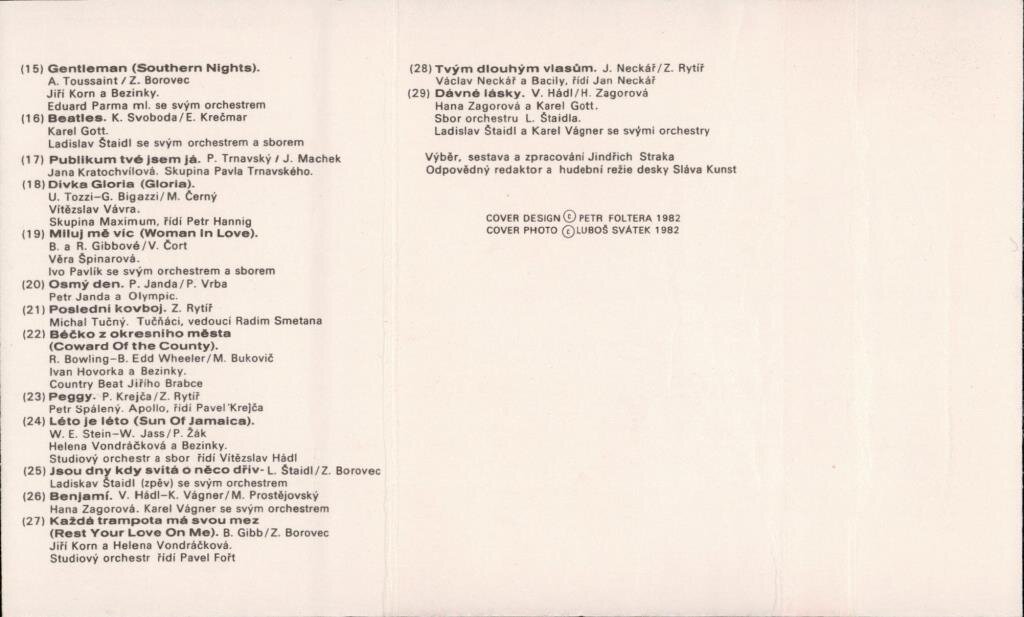 (15) Gentleman (Southern Nights).
A. Toussaint / Z. Borovec
Jiří Korn a Bezinky.
Eduard Parma ml. se svým orchestrem
(16) Beatles. K. Svoboda/E. Krečmar
Karel Gott.
Ladislav Štaidl se svým orchestrem a sborem
(17) Publikum tvé jsem já. P. Trnavský / J. Machek
Jana Kratochvílová. Skupina Pavla Trnavského.
(18) Dívka Gloria (Gloria).
U. Tozzi–G. Bigazzi/M. Černý
Vítězslav Vávra.
Skupina Maximum, řídí Petr Hannig
(19) Miluj mě víc (Woman In Love).
B. a R. Gibbové/V. Čort
Věra Špinarová.
Ivo Pavlík se svým orchestrem a sborem
(20) Osmý den. P. Janda/P. Vrba
Petr Janda a Olympic.
(21) Poslední kovboj. Z. Rytíř
Michal Tučný. Tučňáci, vedoucí Radim Smetana
(22) Béčko z okresního města
(Coward Of the County).
R. Bowling–B. Edd Wheeler/M. Bukovič
Ivan Hovorka a Bezinky.
Country Beat Jiřího Brabce
(23) Peggy. P. Krejča/Z. Rytíř
Petr Spálený. Apollo, řídí Pavel Krejča
(24) Léto je léto (Sun Of Jamaica).
W. E. Stein–W. Jass/P. Žák
Helena Vondráčková a Bezinky.
Studiový orchestr a sbor řídí Vítězslav Hádl
(25) Jsou dny kdy svítá o něco dřív- L. Štaidl/Z. Borovec
Ladiskav Štaidl (zpěv) se svým orchestrem
(26) Benjamí. V. Hádl–K. Vágner/M. Prostějovský
Hana Zagorová. Karel Vágner se svým orchestrem
(27) Každá trampota má svou mez
(Rest Your Love On Me). B. Gibb/Z. Borovec
Jiří Korn a Helena Vondráčková.
Studiový orchestr řídí Pavel Fořt
(28) Tvým dlouhým vlasům. J. Neckář/Z. Rytíř
Václav Neckář a Bacily, řídí Jan Neckář
(29) Dávné lásky. V. Hádl/H. Zagorová
Hana Zagorová a Karel Gott.
Sbor orchestru L. Štaidla.
Ladislav Štaidl a Karel Vágner se svými orchestry
Výběr, sestava a zpracování Jindřich Straka
Odpovědný redaktor a hudební režie desky Sláva Kunst
COVER DESIGN © PETR FOLTERA 1982
COVER PHOTO © LUBOŠ SVÁTEK 1982